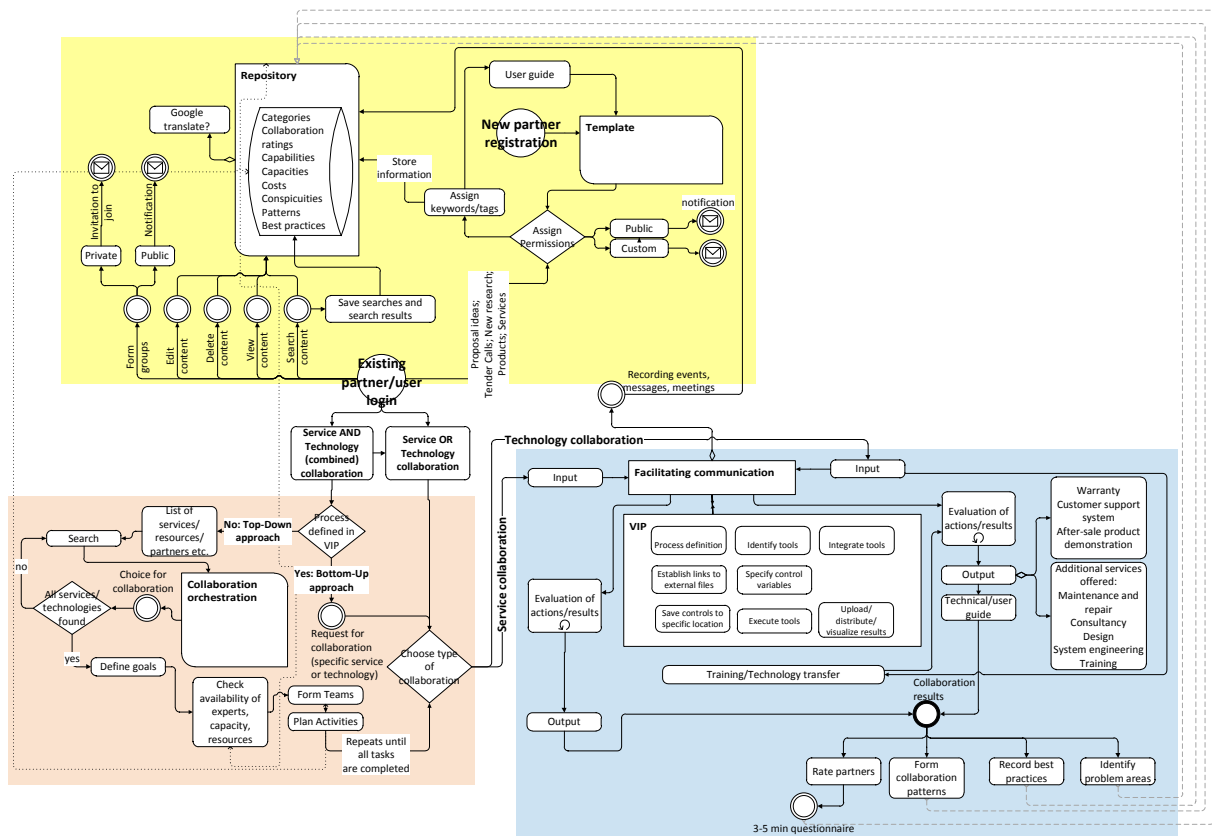 Repository
Categories
Collaboration
ratings
Capabilities
Capacities
Costs
Conspicuities
Patterns
Best practices
Google
translate?
Invitation to
join
Notification
Private
Public
Form
groups
Edit
content
Delete
content
View
content
Search
content
Save searches and
search results
Store
information
User guide
New partner
registration
Template
Assign
keywords/tags
Assign
Permissions
Public
Custom
notification
Proposal ideas;
Tender Calls; New research;
Products; Services
Existing
partner/user
login
Recording events,
messages, meetings
Service AND
Technology
(combined)
collaboration
Service OR
Technology
collaboration
Technology collaboration
Service collaboration
List of
services/
resources/
partners etc.
No: Top-Down
approach
Process
defined in
VIP
Search
no
Choice for
collaboration
Collaboration
orchestration
Yes: Bottom-Up
approach
All services/
technologies
found
yes
Request for
collaboration
(specific service
or technology)
Choose type of
collaboration
Define goals
Check
availability of
experts,
capacity,
resources
Form Teams
Plan Activities
Repeats until
all tasks
are completed
Input
Facilitating communication
Input
VIP
Process definition
Identify tools
Integrate tools
Establish links to
external files
Specify control
variables
Save controls to
specific location
Execute tools
Upload/
distribute/
visualize results
Evaluation of
actions/results
Evaluation of
actions/results
Output
Technical/user
guide
Warranty
Customer support
system
After-sale product
demonstration
Additional services
offered:
Maintenance and
repair
Consultancy
Design
System engineering
Training
Training/Technology transfer
Output
Collaboration
results
Rate partners
Form
collaboration
patterns
Record best
practices
Identify
problem areas
3-5 min questionnaire